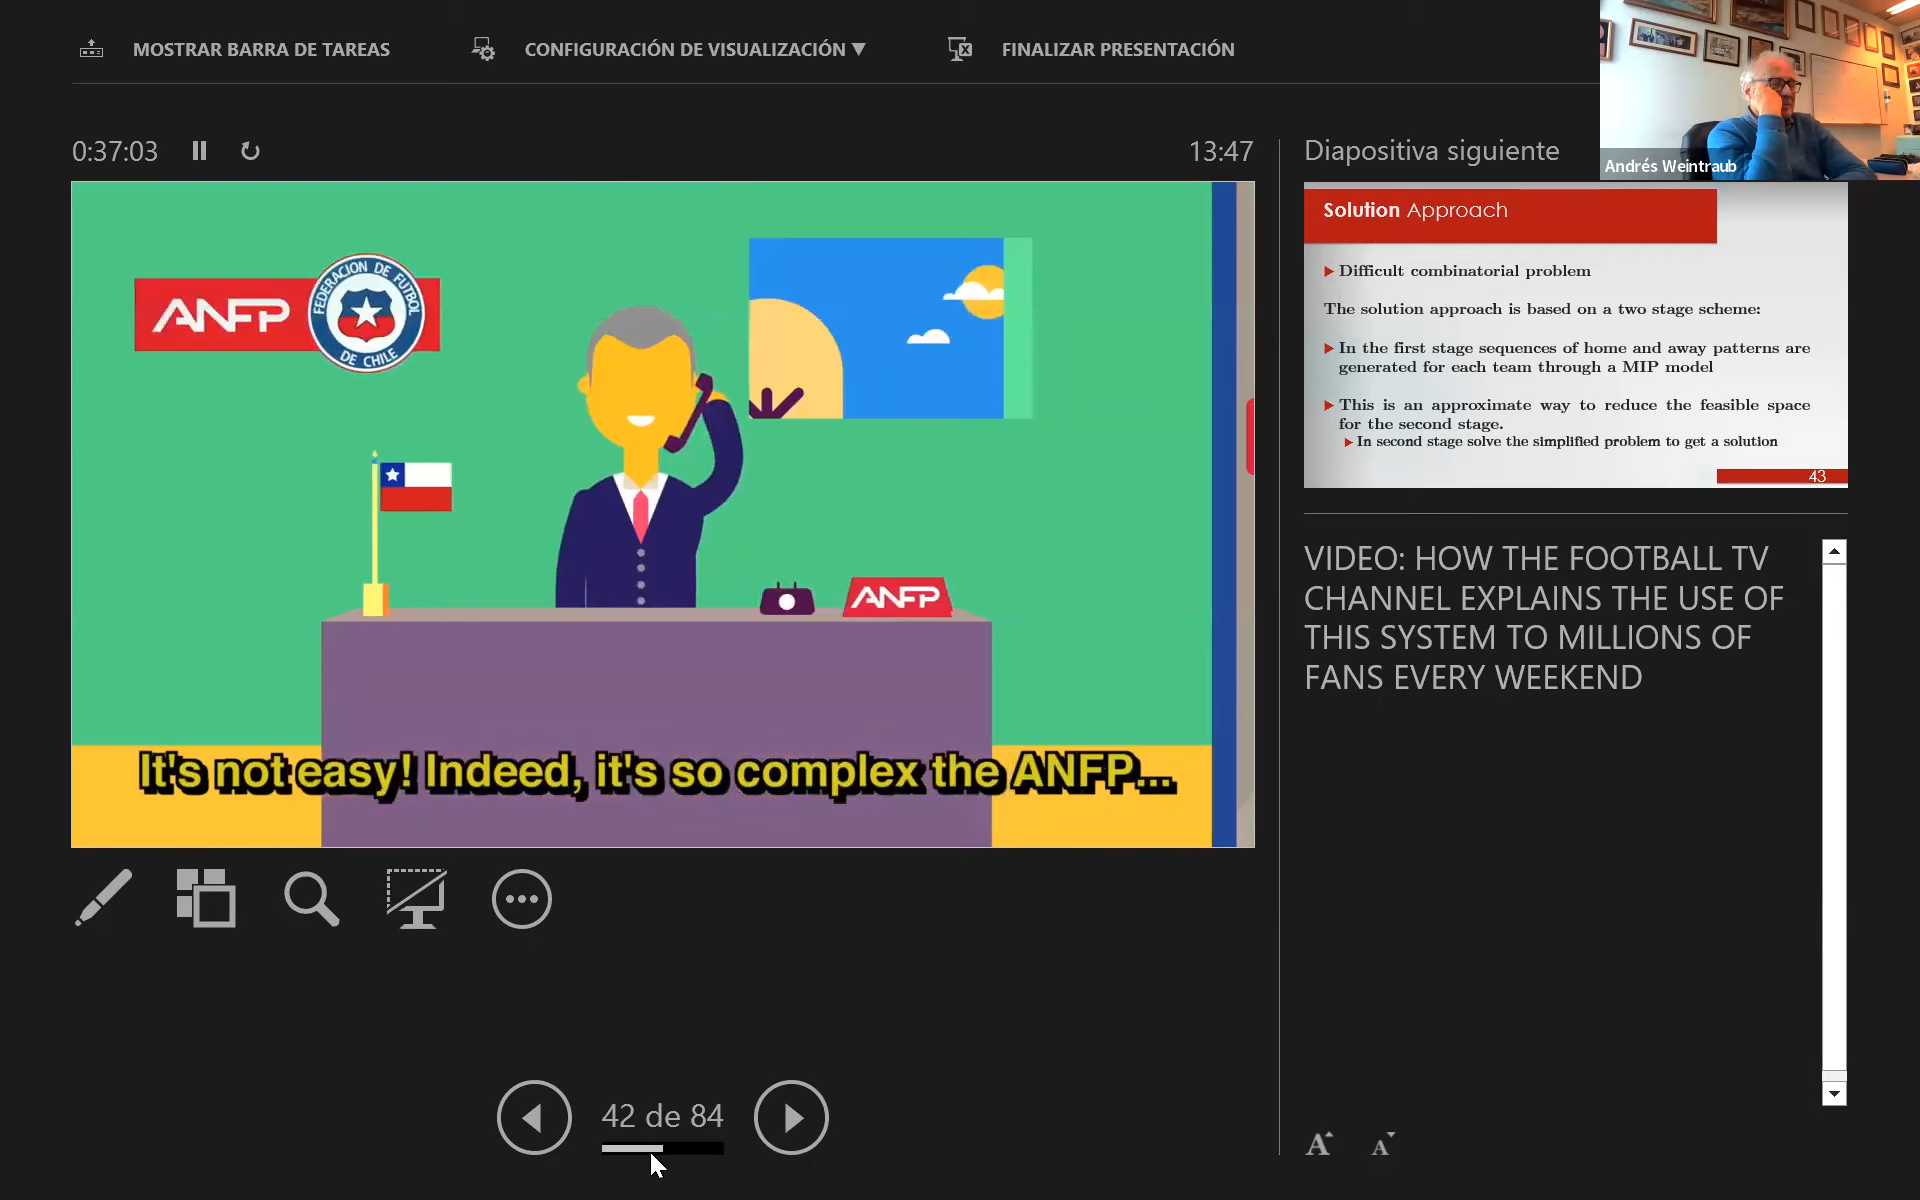 MOSTRAR BARRA DE TAREAS
CONFIGURACIÓN DE VISUALIZACIÓN ▼
FINALIZAR PRESENTACIÓN
Andrés Weintraub
0:37:03
13:47
Diapositiva siguiente
ANFP
FEDERACION DE FUTBOL
DE CHILE
ANFP
It's not easy! Indeed, it's so complex the ANFP...
Solution Approach
Difficult combinatorial problem
The solution approach is based on a two stage scheme:
In the first stage sequences of home and away patterns are
generated for each team through a MIP model
This is an approximate way to reduce the feasible space
for the second stage.
In second stage solve the simplified problem to get a solution
43
VIDEO: HOW THE FOOTBALL TV
CHANNEL EXPLAINS THE USE OF
THIS SYSTEM TO MILLIONS OF
FANS EVERY WEEKEND
42 de 84
A A